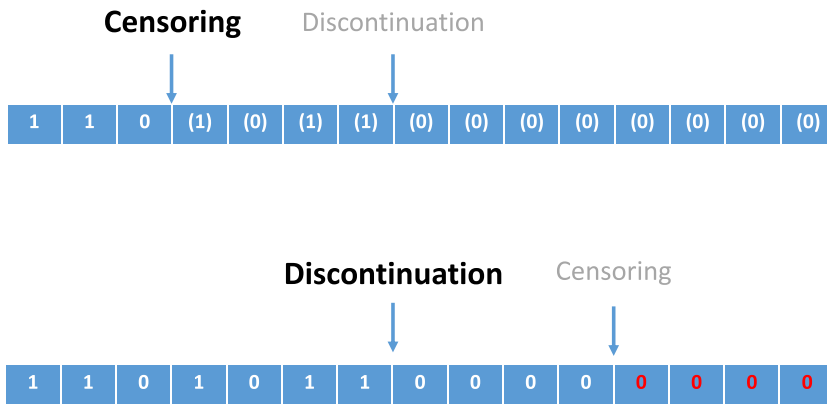 Censoring Discontinuation
1 1 0 (1) (0) (1) (1) (0) (0) (0) (0) (0) (0) (0) (0)
Discontinuation Censoring
1 1 0 1 0 1 1 0 0 0 0 0 0 0 0